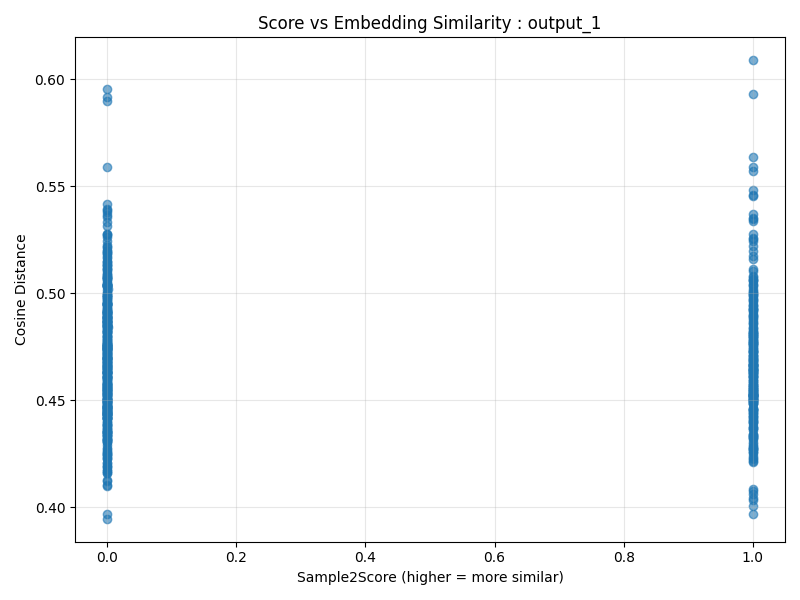 Score vs Embedding Similarity : output_1
Cosine Distance
0.60
0.55
0.50
0.45
0.40
0.0 0.2 0.4 0.6 0.8 1.0
Sample2Score (higher = more similar)